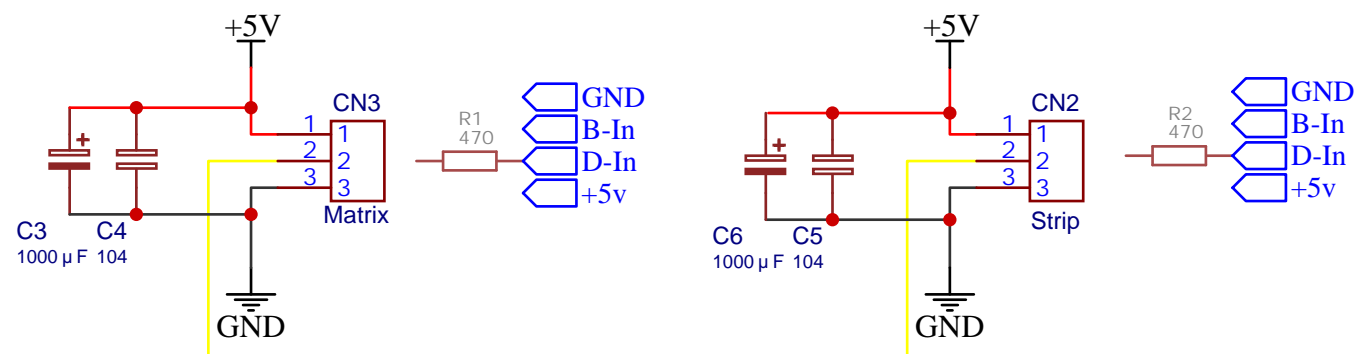 +5V
CN3
1 1
2 2
3 3
Matrix
C3 C4
1000µF 104
GND
R1
470
GND
B-In
D-In
+5v
+5V
CN2
1 1
2 2
3 3
Strip
C6 C5
1000µF 104
GND
R2
470
GND
B-In
D-In
+5v